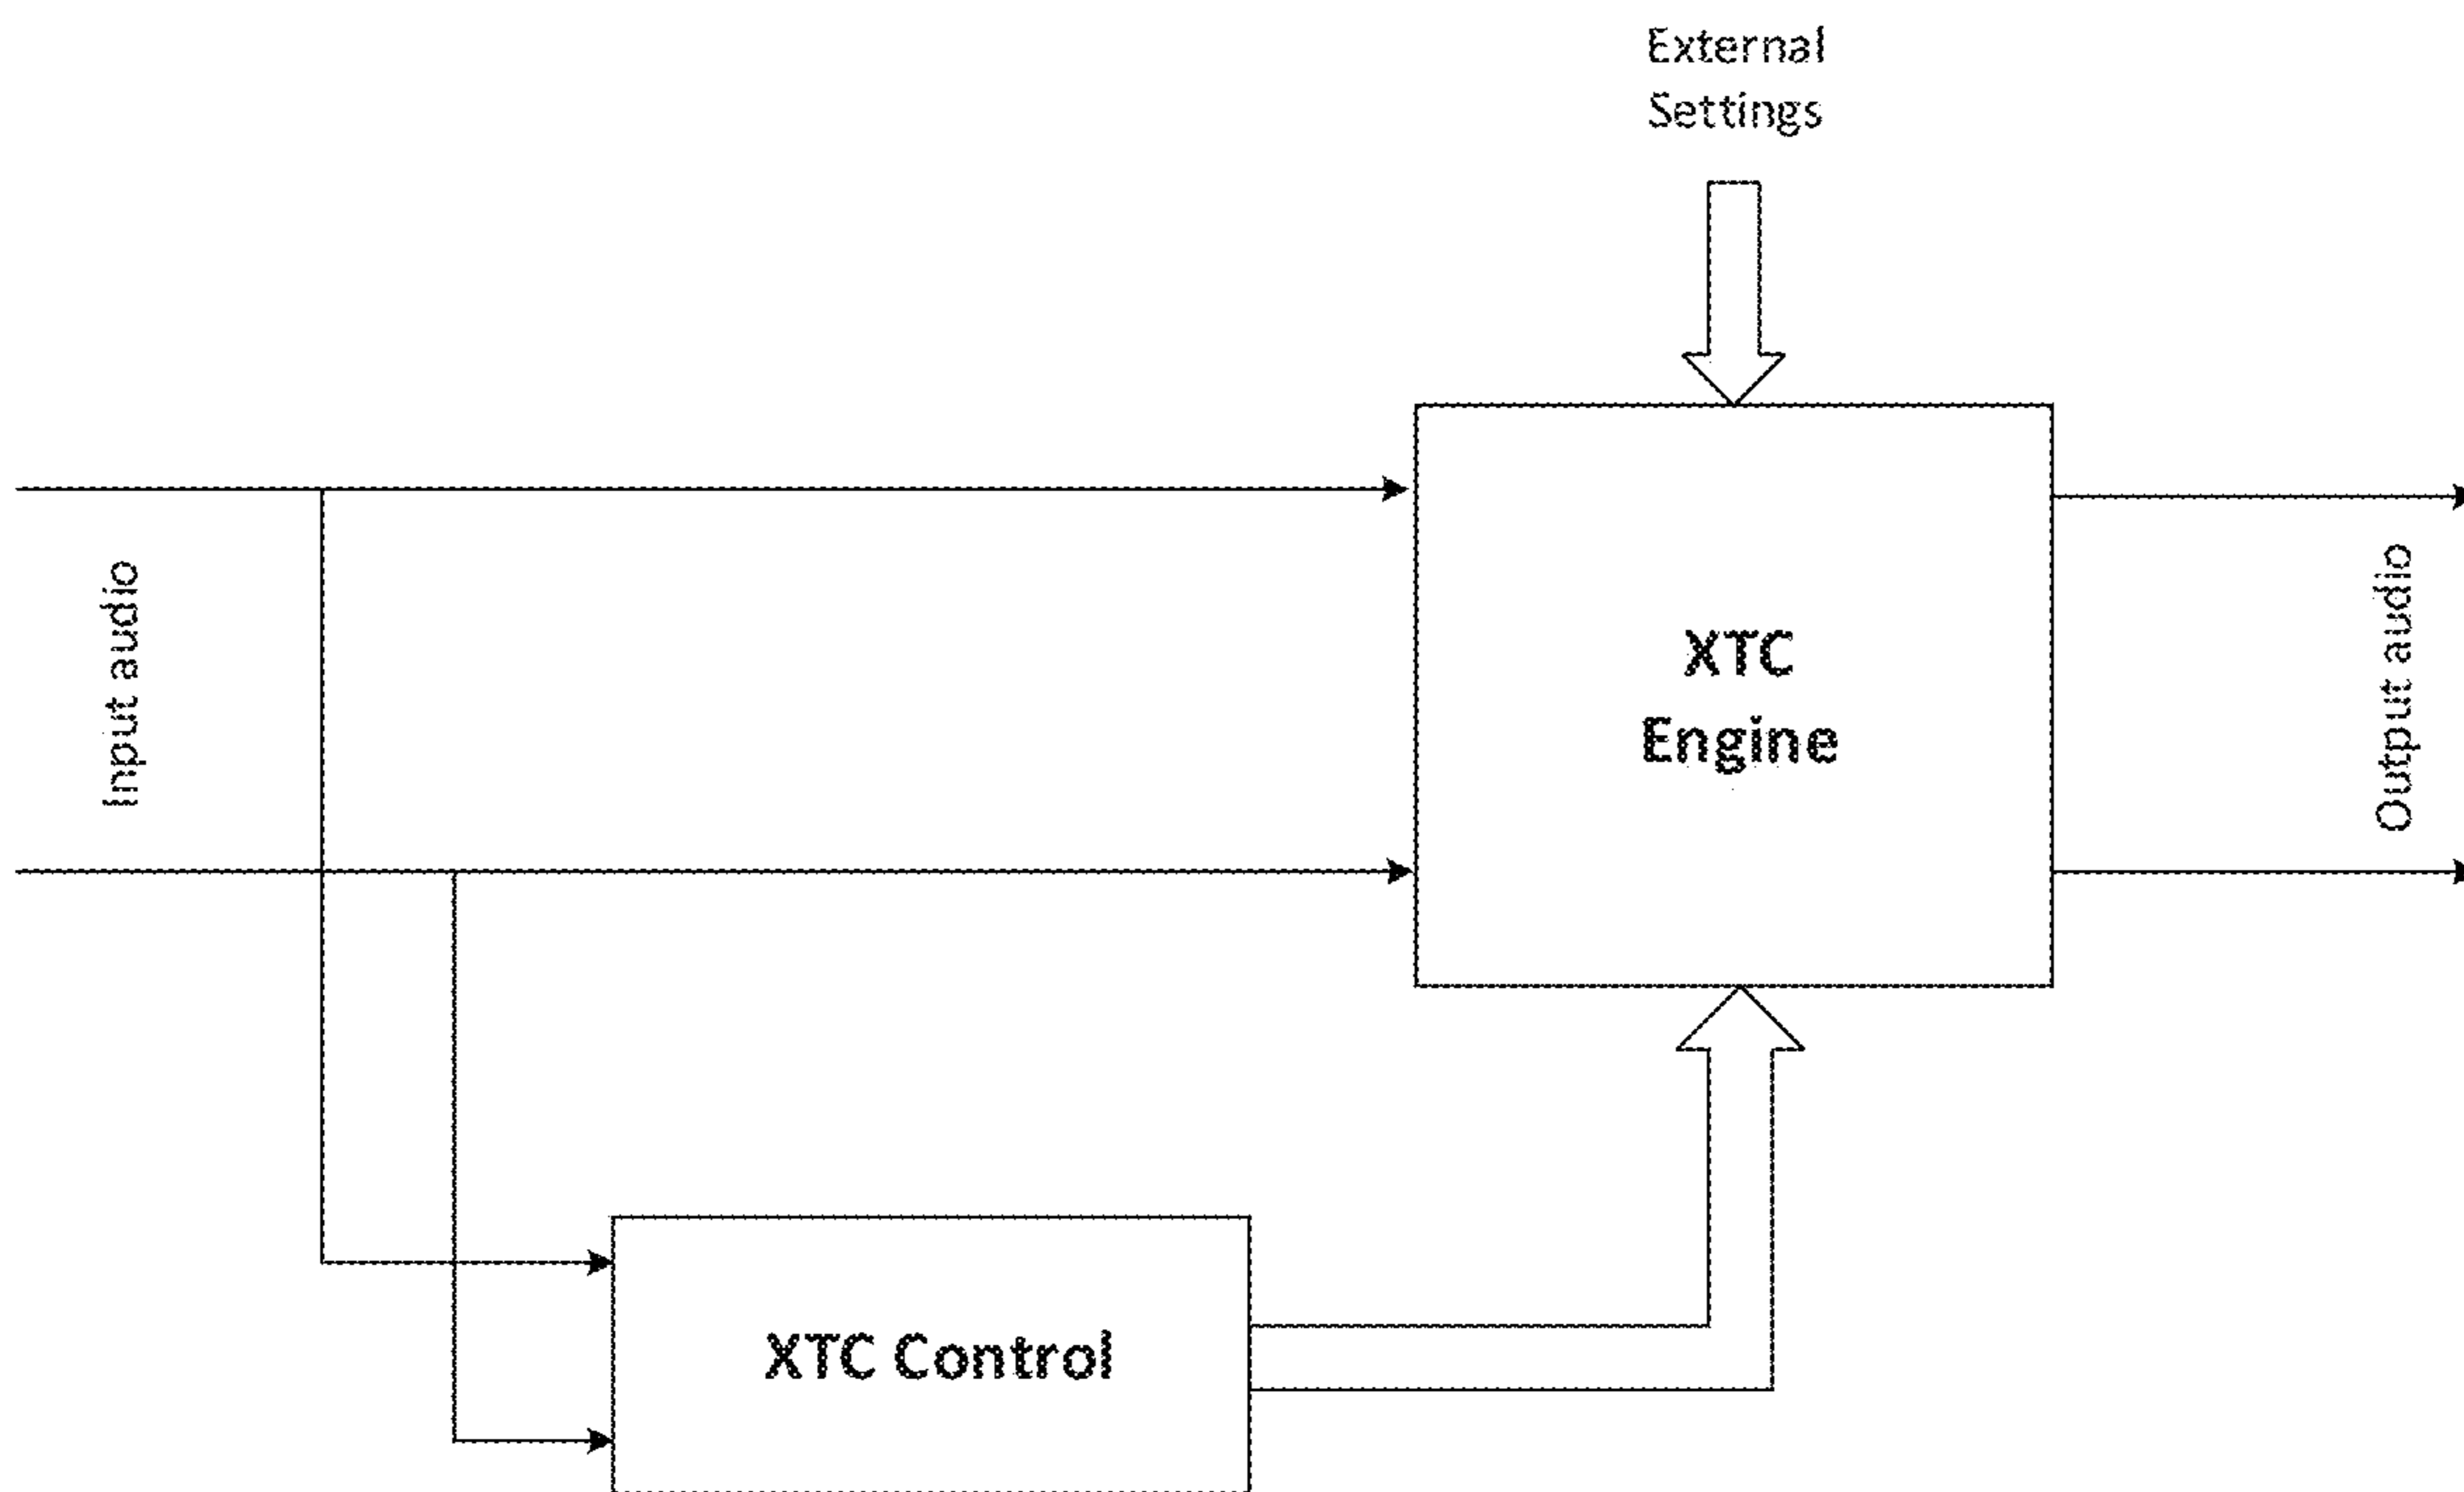 External
Settings
Input audio
XTC
Engine
Output audio
XTC Control